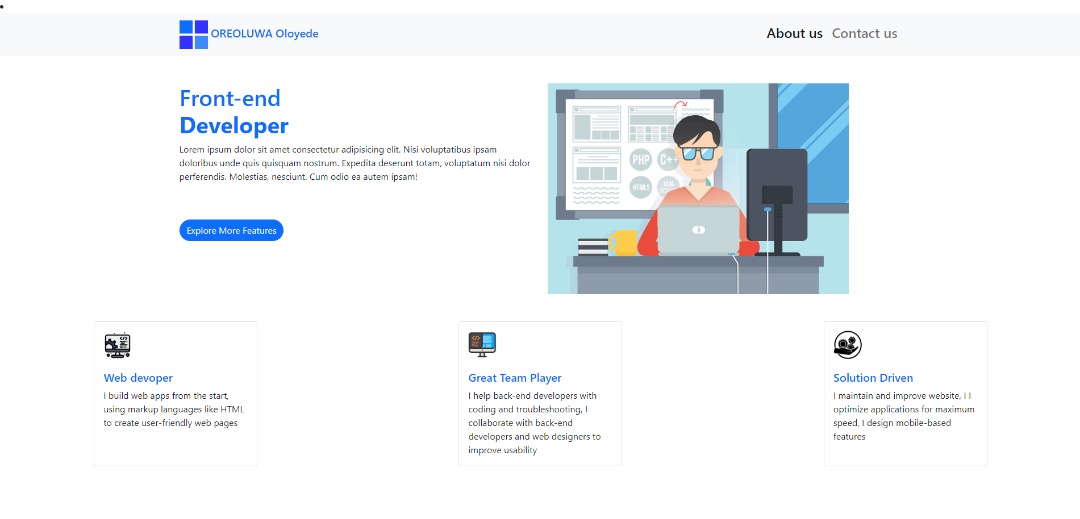 OREOLUWA Oloyede
About us Contact us
Front-end
Developer
Lorem ipsum dolor sit amet consectetur adipisicing elit. Nisi voluptatibus ipsam
doloribus unde quis quisquam nostrum. Expedita deserunt totam, voluptatum nisi dolor
perferendis. Molestias, nesciunt. Cum odio ea autem ipsam!
Explore More Features
PHP
C++
HTML5
JAVA
Web devoper
I build web apps from the start,
using markup languages like HTML
to create user-friendly web pages
Great Team Player
I help back-end developers with
coding and troubleshooting, I
collaborate with back-end
developers and web designers to
improve usability
Solution Driven
I maintain and improve website, I I
optimize applications for maximum
speed, I design mobile-based
features